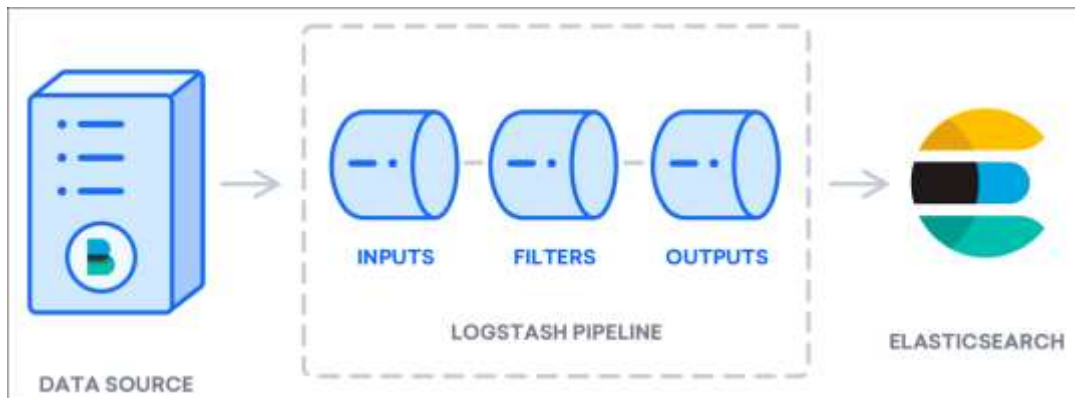 INPUTS
FILTERS
OUTPUTS
LOGSTASH PIPELINE
ELASTICSEARCH
DATA SOURCE